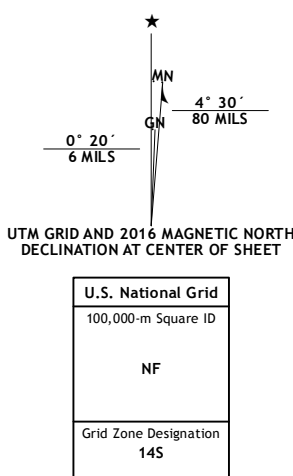 ★
MN
GN
4° 30´
80 MILS
0° 20´
6 MILS
UTM GRID AND 2016 MAGNETIC NORTH
DECLINATION AT CENTER OF SHEET
U.S. National Grid
100,000-m Square ID
NF
Grid Zone Designation
14S